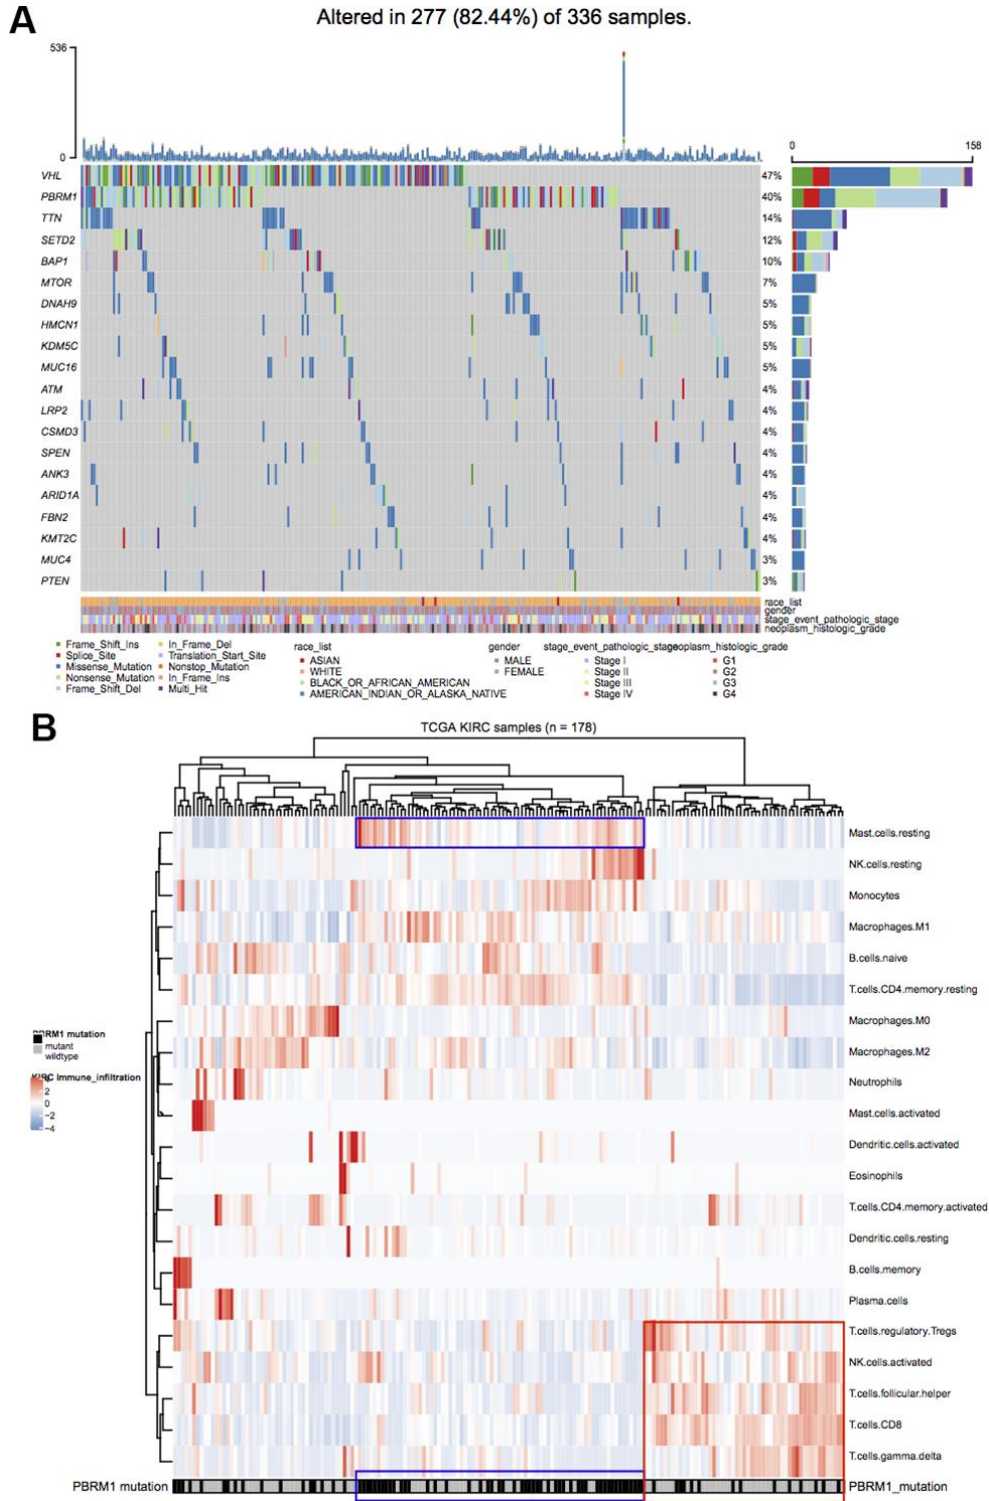 A
Altered in 277 (82.44%) of 336 samples.
536
0
0 158
VHL 47%
PBRM1 40%
TTN 14%
SETD2 12%
BAP1 10%
MTOR 7%
DNAH9 5%
HMCN1 5%
KDM5C 5%
MUC16 5%
ATM 4%
LRP2 4%
CSMD3 4%
SPEN 4%
ANK3 4%
ARID1A 4%
FBN2 4%
KMT2C 4%
MUC4 3%
PTEN 3%
race_list
gender
stage_event_pathologic_stage
neoplasm_histologic_grade
Frame_Shift_Ins In_Frame_Del race_list gender stage_event_pathologic_stage neoplasm_histologic_grade
Splice_Site Translation_Start_Site ASIAN MALE Stage I G1
Missense_Mutation Nonstop_Mutation WHITE FEMALE Stage II G2
Nonsense_Mutation In_Frame_Ins BLACK_OR_AFRICAN_AMERICAN Stage III G3
Frame_Shift_Del Multi_Hit AMERICAN_INDIAN_OR_ALASKA_NATIVE Stage IV G4
B
TCGA KIRC samples (n = 178)
Mast.cells.resting
NK.cells.resting
Monocytes
Macrophages.M1
B.cells.naive
T.cells.CD4.memory.resting
Macrophages.M0
Macrophages.M2
Neutrophils
Mast.cells.activated
Dendritic.cells.activated
Eosinophils
T.cells.CD4.memory.activated
Dendritic.cells.resting
B.cells.memory
Plasma.cells
T.cells.regulatory.Tregs
NK.cells.activated
T.cells.follicular.helper
T.cells.CD8
T.cells.gamma.delta
PBRM1 mutation
mutant
wildtype
KIRC Immune_infiltration
2
0
−2
−4
PBRM1 mutation PBRM1_mutation